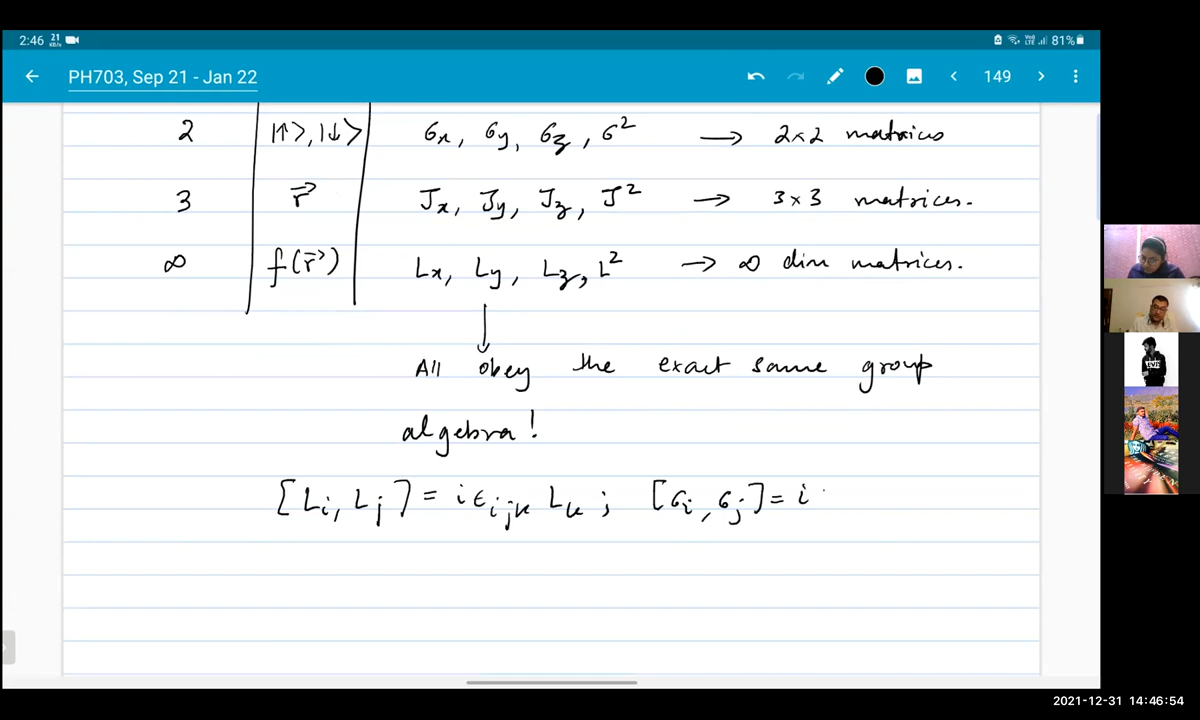 2:46 21 KB/s 81%
PH703, Sep 21 - Jan 22 149
2 |↑>, |↓> σx, σy, σz, σ² → 2×2 matrices
3 r⃗ Jx, Jy, Jz, J² → 3×3 matrices.
∞ f(r⃗) Lx, Ly, Lz, L² → ∞ dim matrices.
↓
All obey the exact same group
algebra!
[Li, Lj] = iϵijk Lk ; [σi, σj] = i
2021-12-31 14:46:54